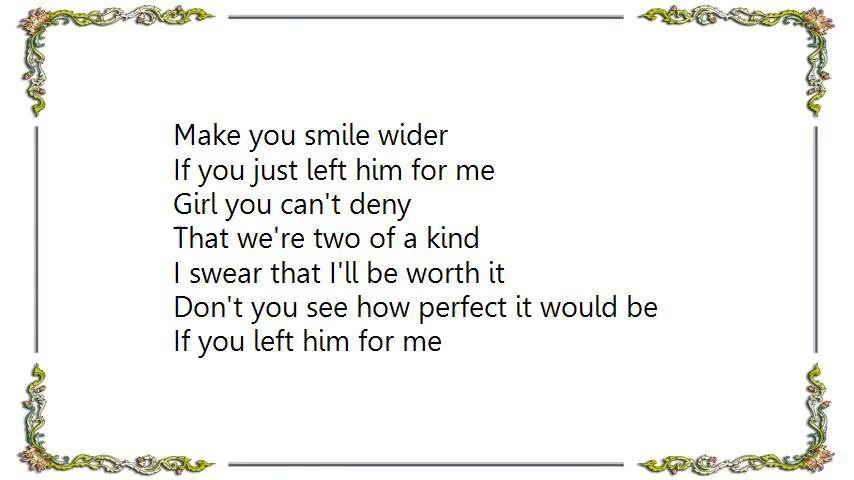 Make you smile wider
If you just left him for me
Girl you can't deny
That we're two of a kind
I swear that I'll be worth it
Don't you see how perfect it would be
If you left him for me